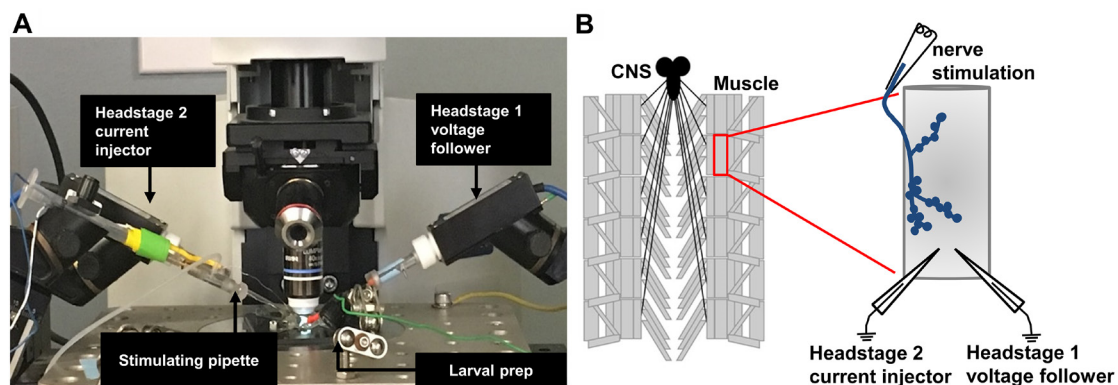 A
Headstage 2
current
injector
Headstage 1
voltage
follower
Stimulating pipette
Larval prep
B
CNS
Muscle
nerve
stimulation
Headstage 2
current injector
Headstage 1
voltage follower